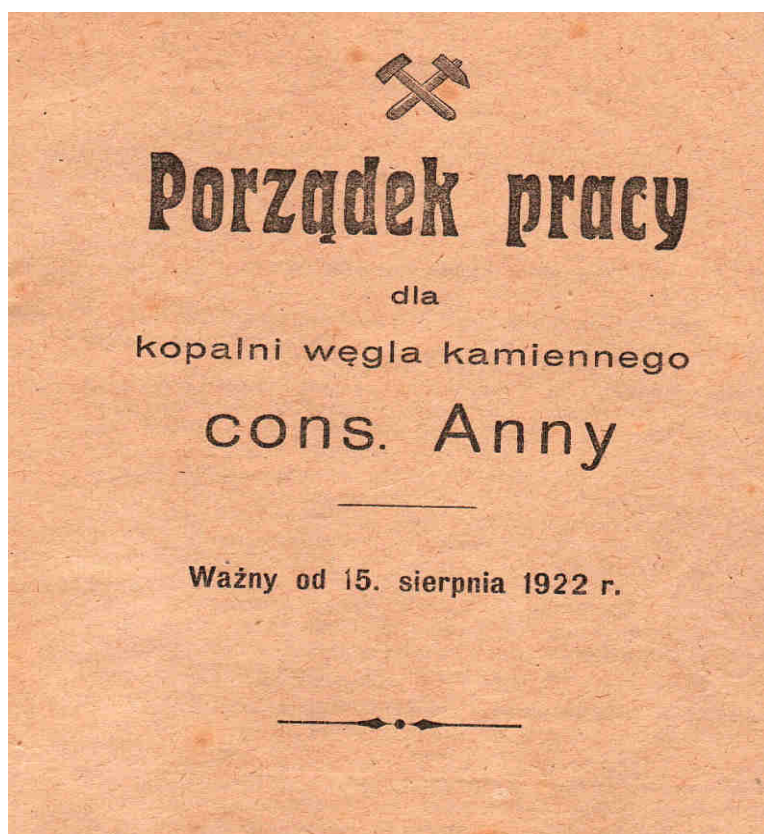 Porządek pracy
dla
kopalni węgla kamiennego
cons. Anny
Ważny od 15. sierpnia 1922 r.